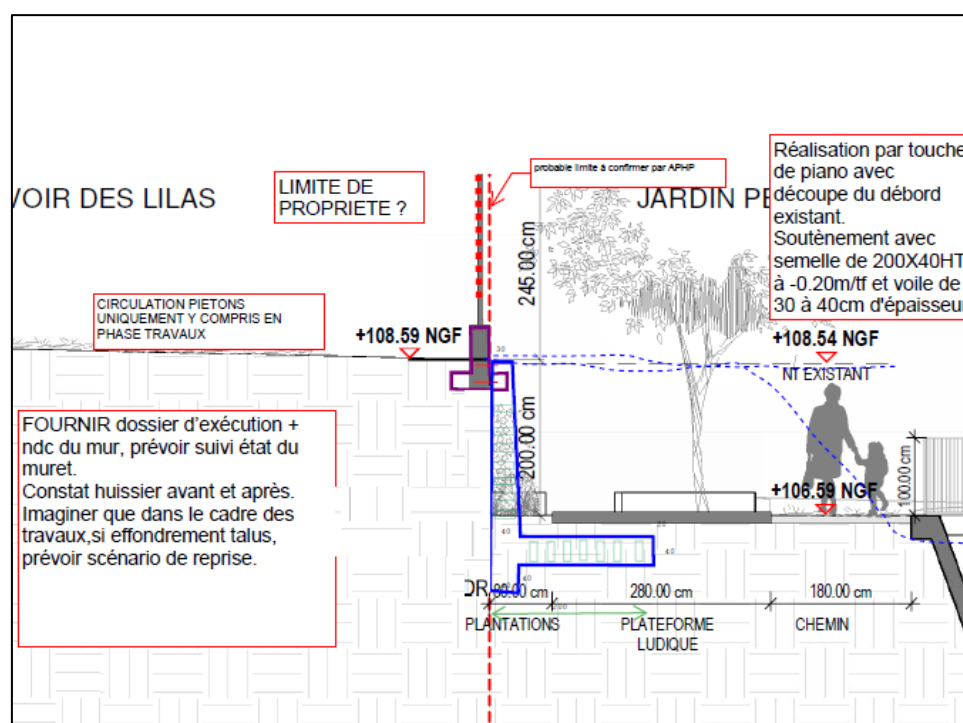 probable limite à confirmer par APHP
Réalisation par touche
de piano avec
découpe du débord
existant.
Soutènement avec
semelle de 200X40HT
à -0.20m/tf et voile de
30 à 40cm d'épaisseur
LIMITE DE
PROPRIETE ?
VOIR DES LILAS
JARDIN PE
245.00 cm
CIRCULATION PIETONS
UNIQUEMENT Y COMPRIS EN
PHASE TRAVAUX
+108.59 NGF
30
+108.54 NGF
NT EXISTANT
FOURNIR dossier d'exécution +
ndc du mur, prévoir suivi état du
muret.
Constat huissier avant et après.
Imaginer que dans le cadre des
travaux,si effondrement talus,
prévoir scénario de reprise.
200.00 cm
100.00 cm
+106.59 NGF
40
40
40
280.00 cm
180.00 cm
200
PLANTATIONS
PLATEFORME
LUDIQUE
CHEMIN